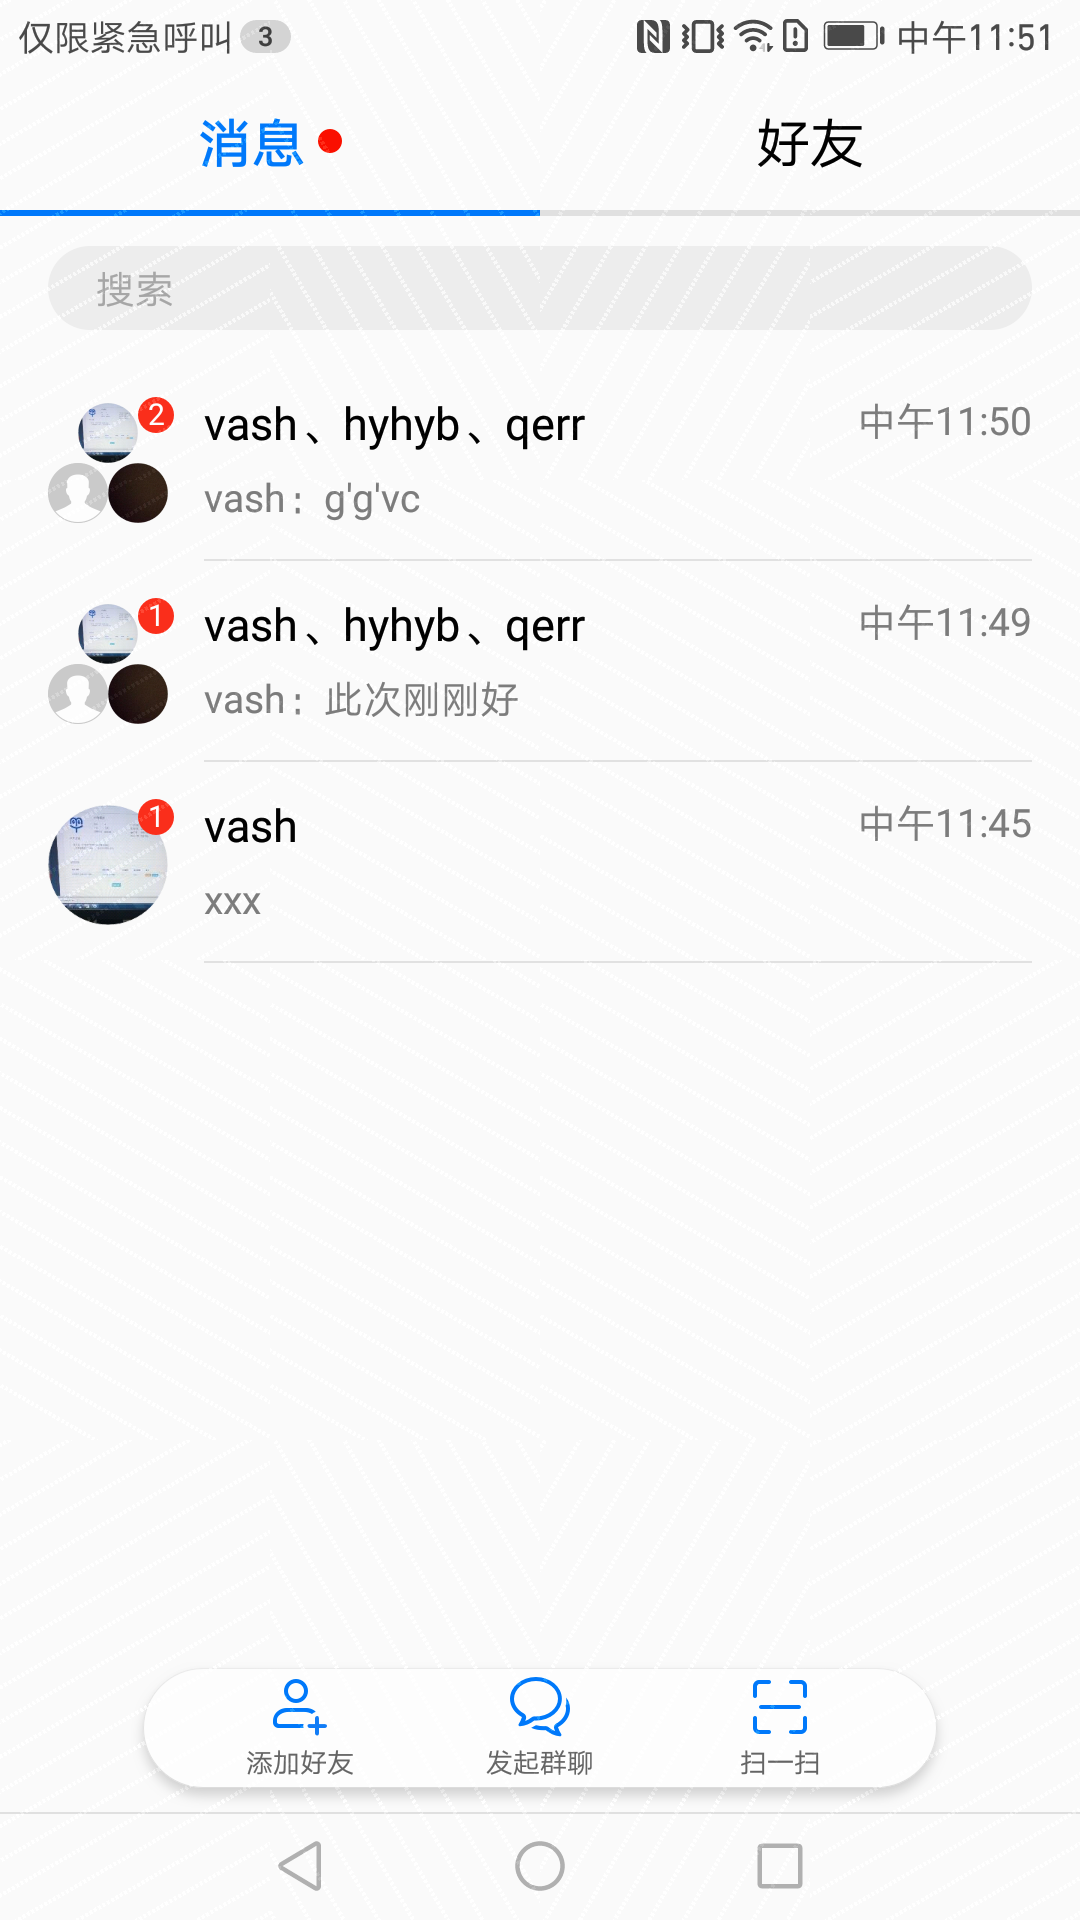 仅限紧急呼叫 3 中午11:51
消息 好友
搜索
2 vash、hyhyb、qerr 中午11:50
vash: g'g'vc
1 vash、hyhyb、qerr 中午11:49
vash: 此次刚刚好
1 vash 中午11:45
xxx
添加好友 发起群聊 扫一扫